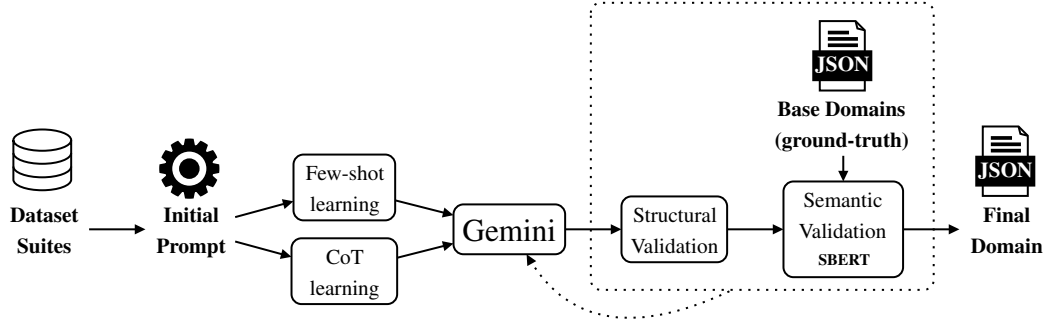 Dataset
Suites
Initial
Prompt
Few-shot
learning
CoT
learning
Gemini
Structural
Validation
JSON
Base Domains
(ground-truth)
Semantic
Validation
SBERT
JSON
Final
Domain